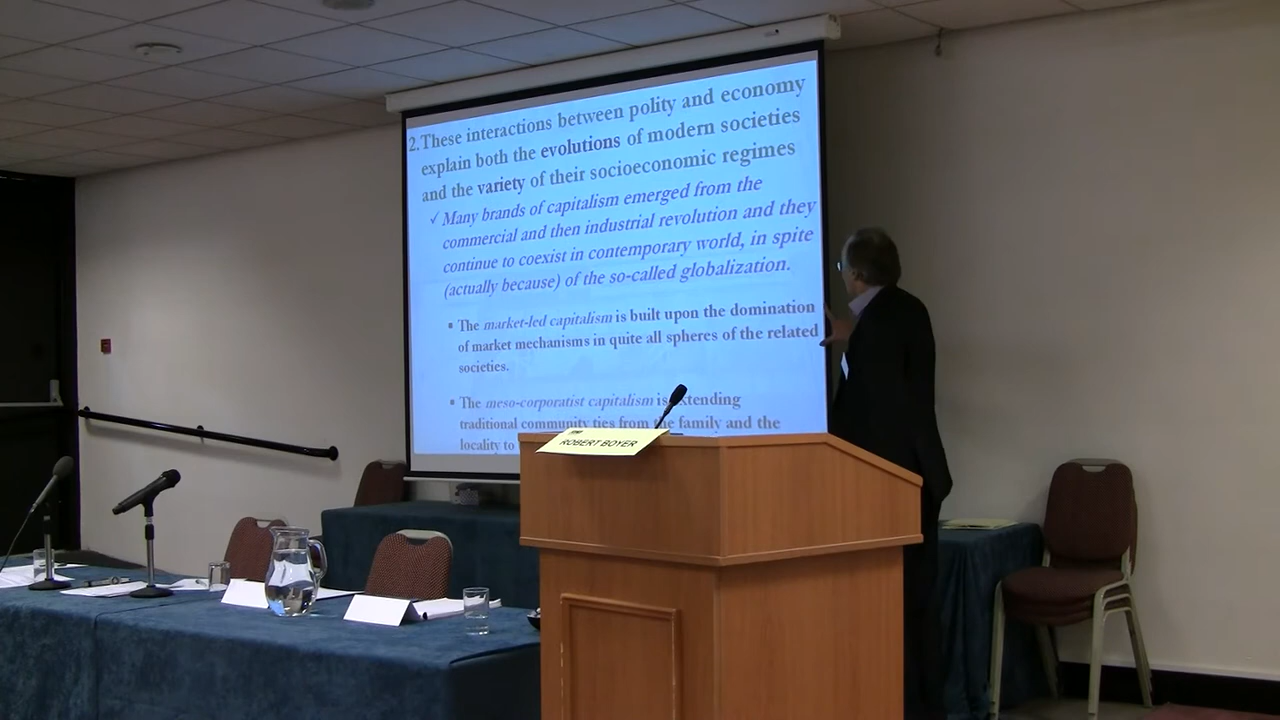 2.These interactions between polity and economy
explain both the evolutions of modern societies
and the variety of their socioeconomic regimes
✓ Many brands of capitalism emerged from the
commercial and then industrial revolution and they
continue to coexist in contemporary world, in spite
(actually because) of the so-called globalization.
▪ The market-led capitalism is built upon the domination
of market mechanisms in quite all spheres of the related
societies.
▪ The meso-corporatist capitalism is extending
traditional community ties from the family and the
locality to
ROBERT BOYER